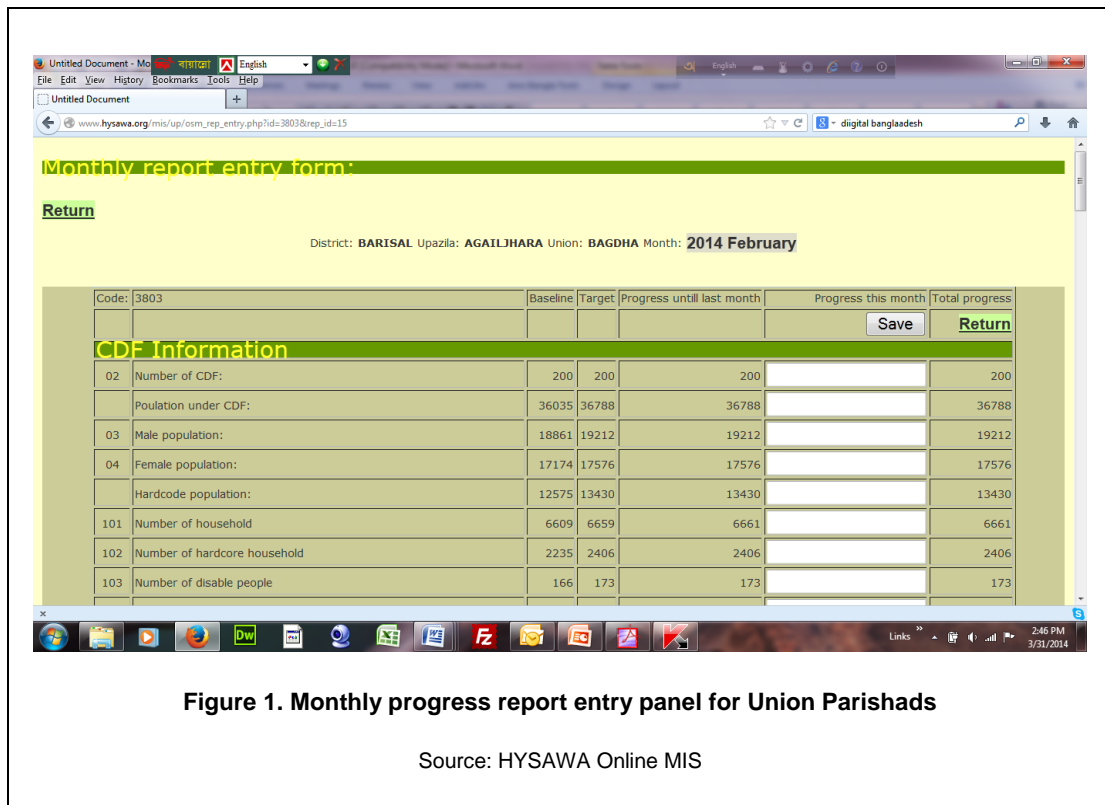 Untitled Document - Mo
English
English
File Edit View History Bookmarks Tools Help
Untitled Document +
www.hysawa.org/mis/up/osm_rep_entry.php?id=3803&rep_id=15 diigital banglaadesh
Monthly report entry form:
Return
District: BARISAL Upazila: AGAILJHARA Union: BAGDHA Month: 2014 February
Code: 3803 Baseline Target Progress untill last month Progress this month Total progress
Save Return
CDF Information
02 Number of CDF: 200 200 200 200
Poulation under CDF: 36035 36788 36788 36788
03 Male population: 18861 19212 19212 19212
04 Female population: 17174 17576 17576 17576
Hardcode population: 12575 13430 13430 13430
101 Number of household 6609 6659 6661 6661
102 Number of hardcore household 2235 2406 2406 2406
103 Number of disable people 166 173 173 173
Links 2:46 PM
3/31/2014
Figure 1. Monthly progress report entry panel for Union Parishads
Source: HYSAWA Online MIS